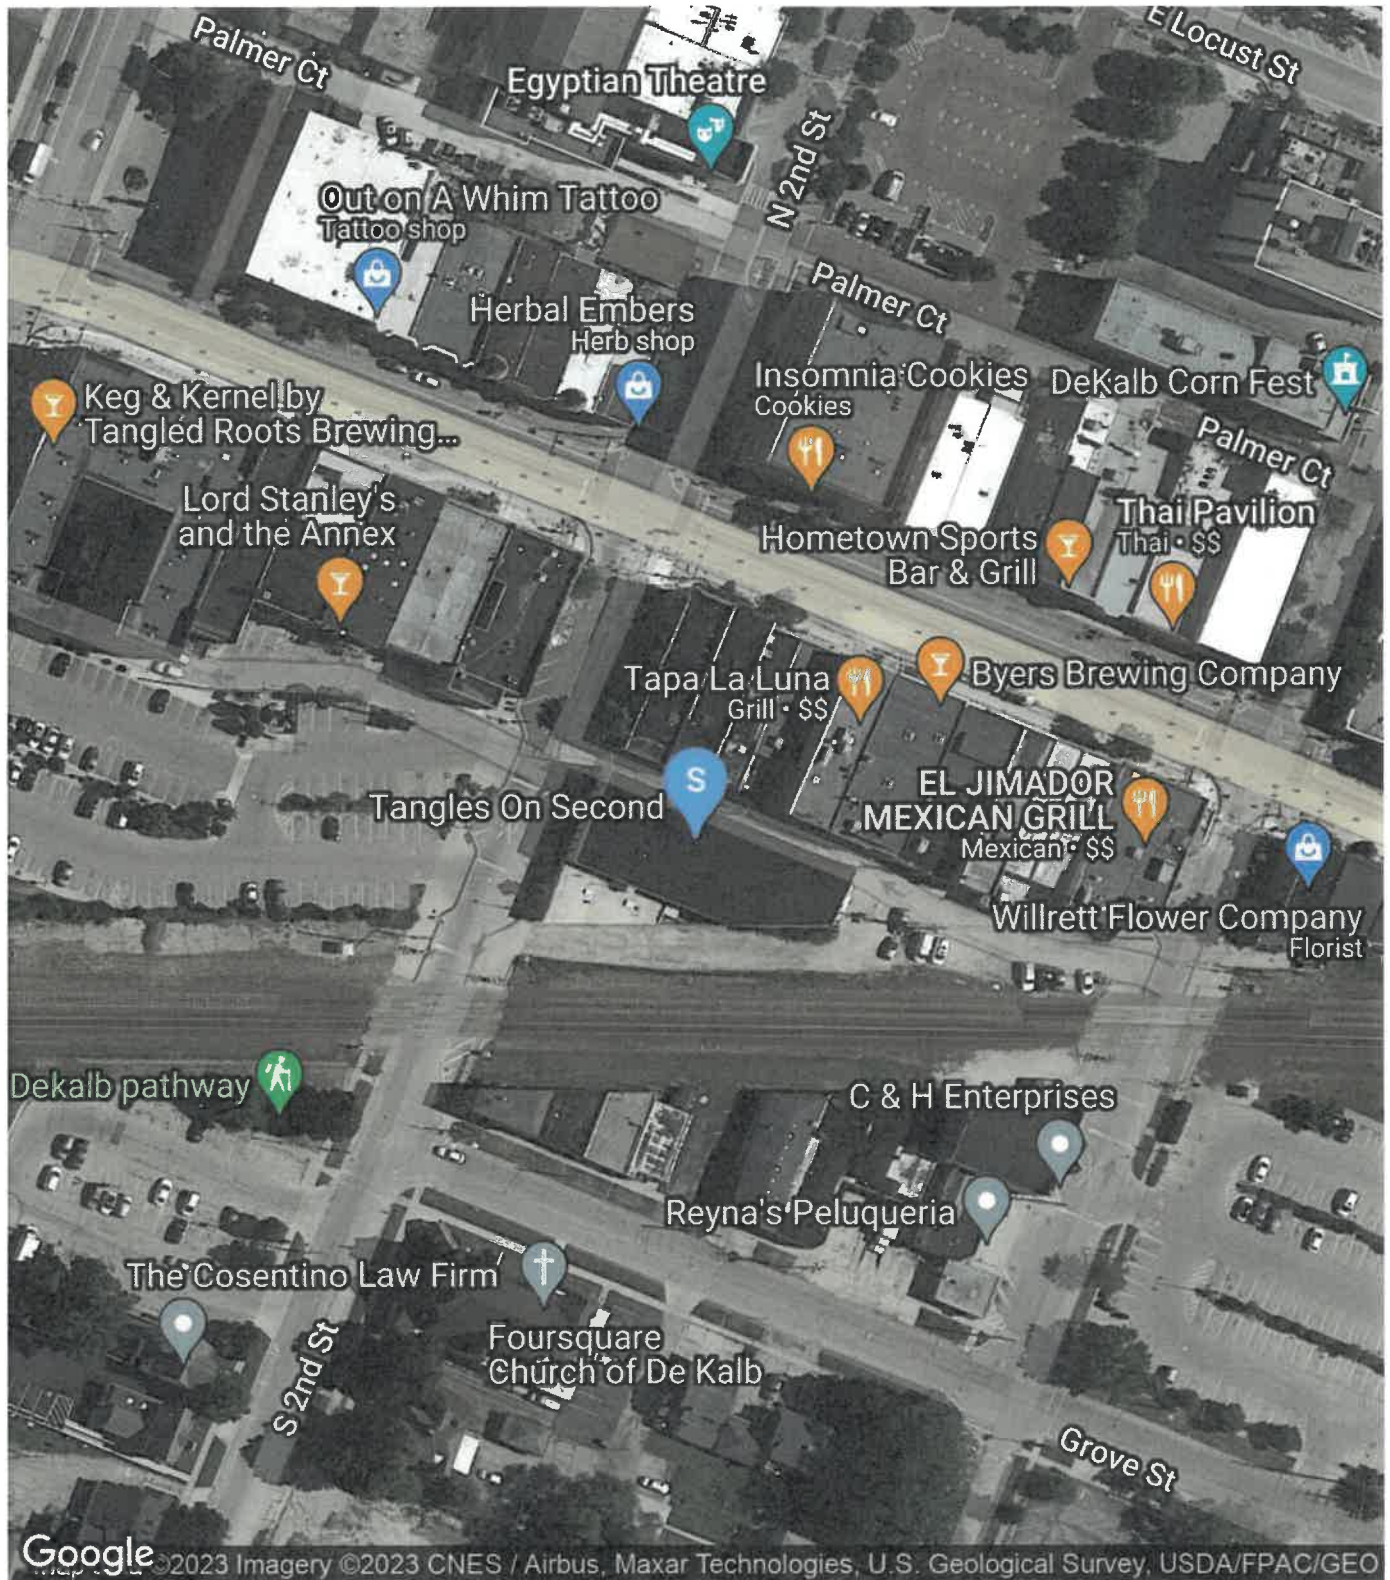 E Locust St
Palmer Ct
Egyptian Theatre
N 2nd St
Out on A Whim Tattoo
Tattoo shop
Palmer Ct
Herbal Embers
Herb shop
Insomnia Cookies
Cookies
DeKalb Corn Fest
Keg & Kernel by
Tangled Roots Brewing...
Palmer Ct
Lord Stanley's
and the Annex
Thai Pavilion
Thai • $$
Hometown Sports
Bar & Grill
Tapa La Luna
Grill • $$
Byers Brewing Company
S
Tangles On Second
EL JIMADOR
MEXICAN GRILL
Mexican • $$
Willrett Flower Company
Florist
Dekalb pathway
C & H Enterprises
Reyna's Peluqueria
The Cosentino Law Firm
Foursquare
Church of De Kalb
S 2nd St
Grove St
Google
©2023 Imagery ©2023 CNES / Airbus, Maxar Technologies, U.S. Geological Survey, USDA/FPAC/GEO